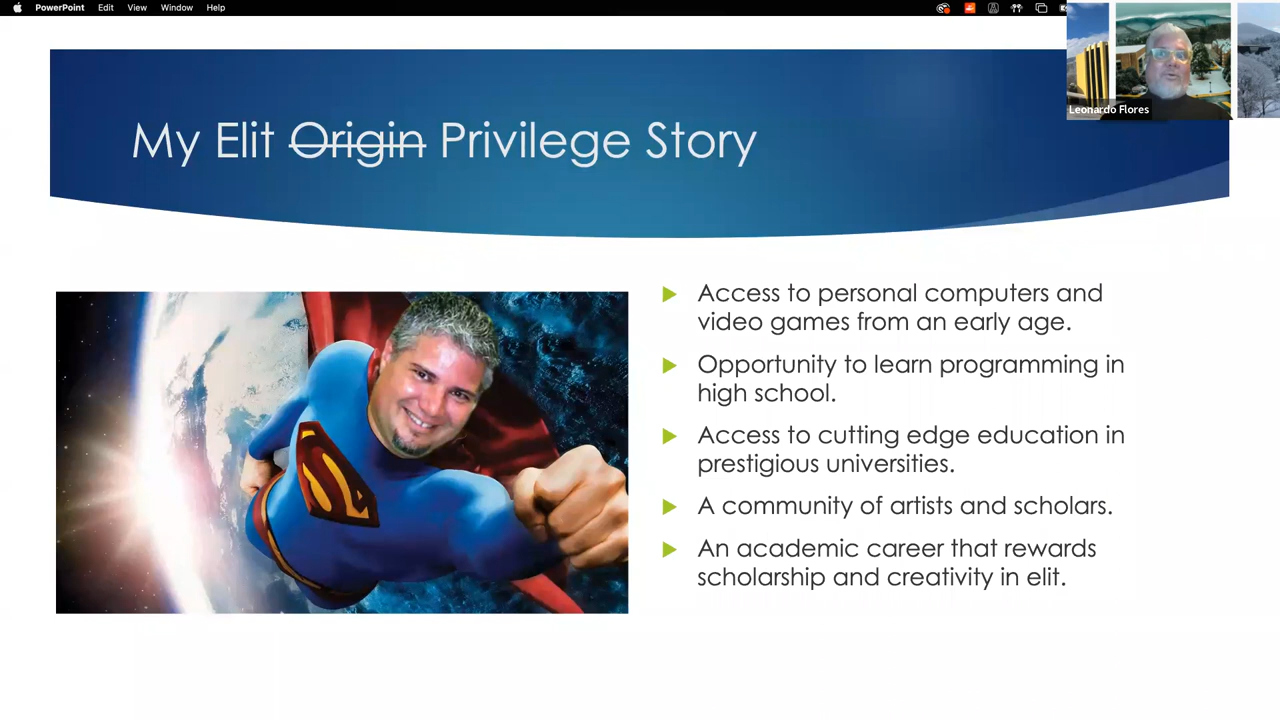 PowerPoint Edit View Window Help
Leonardo Flores
My Elit Origin Privilege Story
Access to personal computers and
video games from an early age.
Opportunity to learn programming in
high school.
Access to cutting edge education in
prestigious universities.
A community of artists and scholars.
An academic career that rewards
scholarship and creativity in elit.